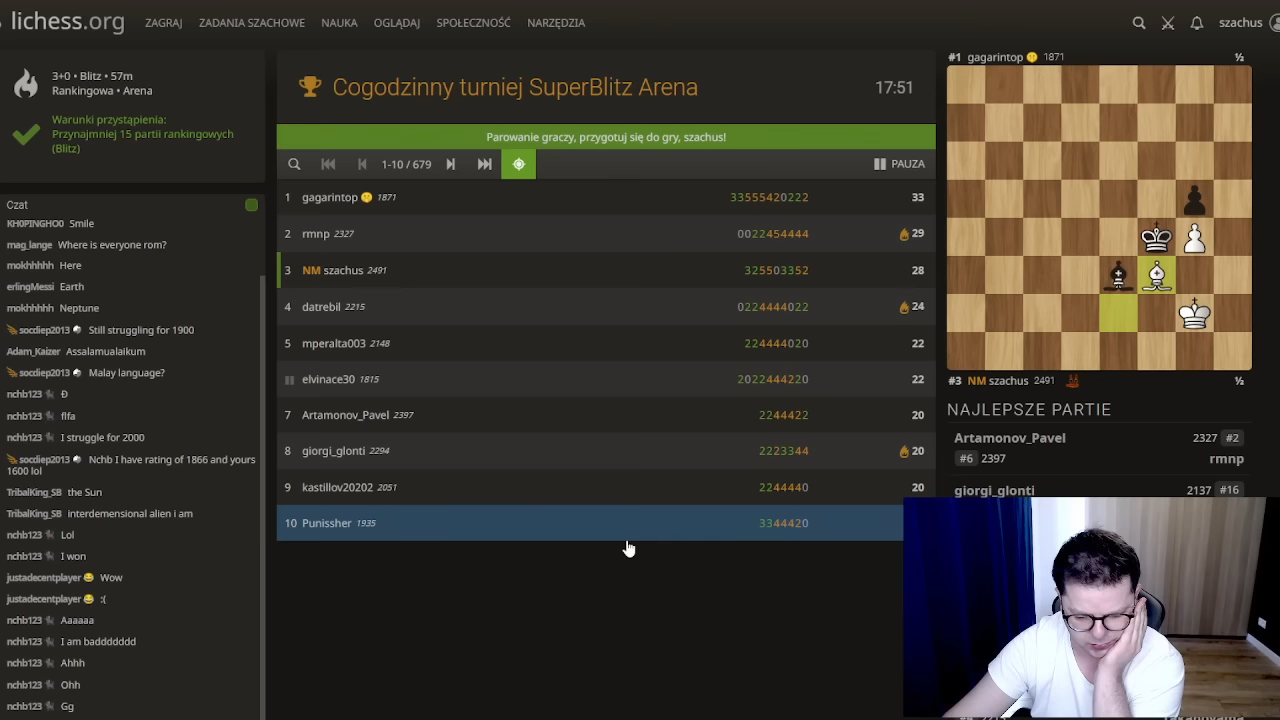 lichess.org
ZAGRAJ
ZADANIA SZACHOWE
NAUKA
OGLĄDAJ
SPOŁECZNOŚĆ
NARZĘDZIA
szachus
3+0 • Blitz • 57m
Rankingowa • Arena
Warunki przystąpienia:
Przynajmniej 15 partii rankingowych
(Blitz)
Czat
KH0PINGHO0 Smile
mag_lange Where is everyone rom?
mokhhhhh Here
erlingMessi Earth
mokhhhhh Neptune
socdiep2013 Still struggling for 1900
Adam_Kaizer Assalamualaikum
socdiep2013 Malay language?
nchb123 Đ
nchb123 flfa
nchb123 I struggle for 2000
socdiep2013 Nchb I have rating of 1866 and yours
1600 lol
TribalKing_SB the Sun
TribalKing_SB interdemensional alien i am
nchb123 Lol
nchb123 I won
justadecentplayer Wow
justadecentplayer :(
nchb123 Aaaaa
nchb123 I am baddddddd
nchb123 Ahhh
nchb123 Ohh
nchb123 Gg
Cogodzinny turniej SuperBlitz Arena
17:51
Parowanie graczy, przygotuj się do gry, szachus!
1-10 / 679
PAUZA
1 gagarintop 1871 33555420222 33
2 rmnp 2327 0022454444 29
3 NM szachus 2491 325503352 28
4 datrebil 2215 0224444022 24
5 mperalta003 2148 224444020 22
elvinace30 1815 2022444220 22
7 Artamonov_Pavel 2397 2244422 20
8 giorgi_glonti 2294 2223344 20
9 kastillov20202 2051 2244440 20
10 Punissher 1935 3344420
#1 gagarintop 1871 ½
#3 NM szachus 2491 ½
NAJLEPSZE PARTIE
Artamonov_Pavel 2327 #2
#6 2397 rmnp
giorgi_glonti 2137 #16